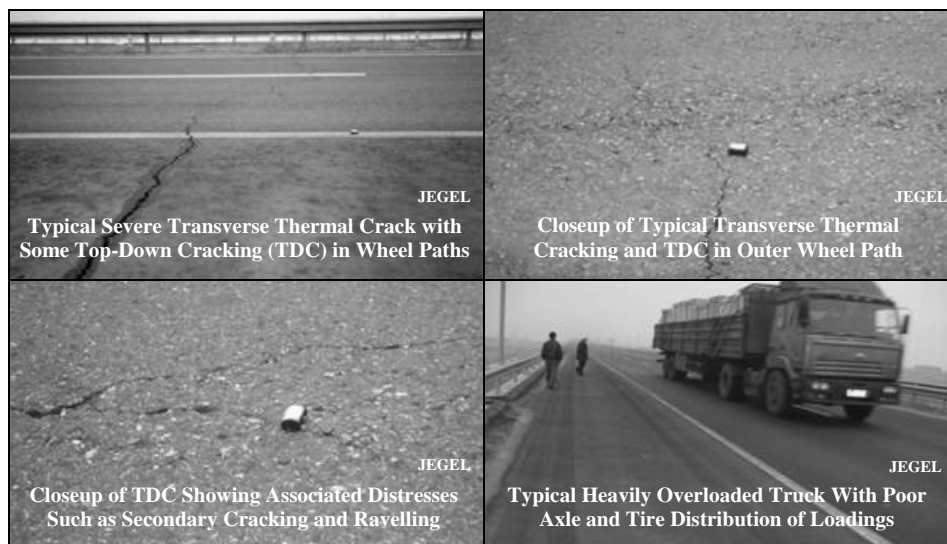 JEGEL
Typical Severe Transverse Thermal Crack with
Some Top-Down Cracking (TDC) in Wheel Paths
JEGEL
Closeup of Typical Transverse Thermal
Cracking and TDC in Outer Wheel Path
JEGEL
Closeup of TDC Showing Associated Distresses
Such as Secondary Cracking and Ravelling
JEGEL
Typical Heavily Overloaded Truck With Poor
Axle and Tire Distribution of Loadings